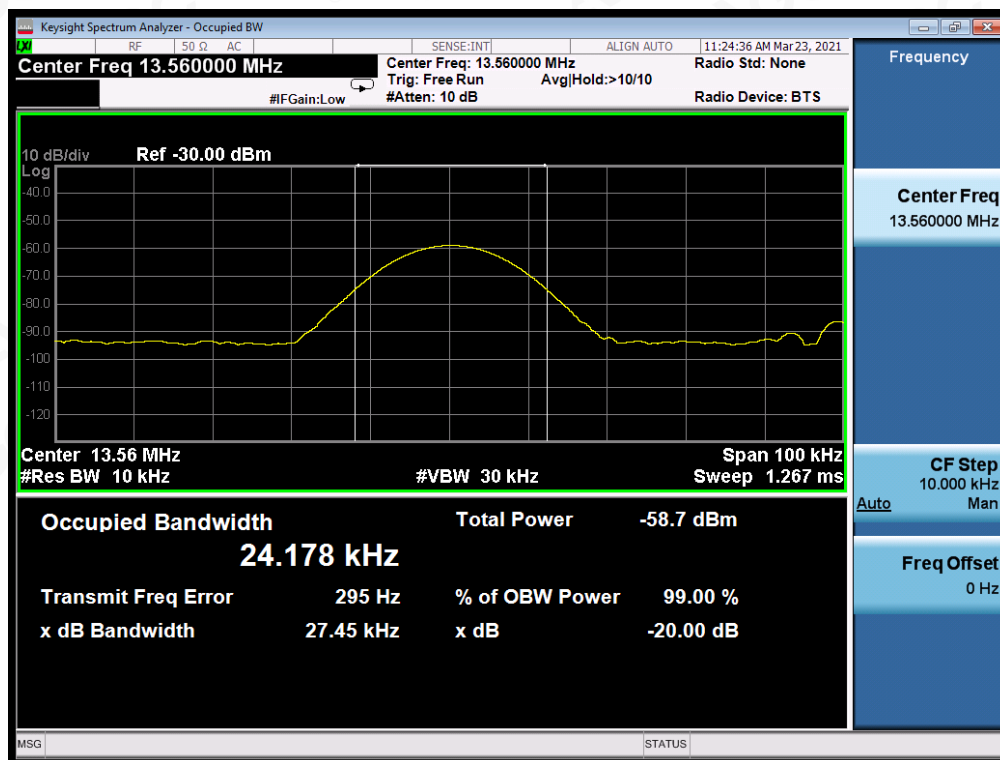 Keysight Spectrum Analyzer - Occupied BW
LXI RF 50 Ω AC SENSE:INT ALIGN AUTO 11:24:36 AM Mar 23, 2021
Center Freq 13.560000 MHz
#IFGain:Low
Center Freq: 13.560000 MHz
Trig: Free Run Avg|Hold:>10/10
#Atten: 10 dB
Radio Std: None
Radio Device: BTS
10 dB/div Ref -30.00 dBm
Log
-40.0
-50.0
-60.0
-70.0
-80.0
-90.0
-100
-110
-120
Center 13.56 MHz Span 100 kHz
#Res BW 10 kHz #VBW 30 kHz Sweep 1.267 ms
Occupied Bandwidth Total Power -58.7 dBm
24.178 kHz
Transmit Freq Error 295 Hz % of OBW Power 99.00 %
x dB Bandwidth 27.45 kHz x dB -20.00 dB
MSG STATUS
Frequency
Center Freq
13.560000 MHz
CF Step
10.000 kHz
Auto Man
Freq Offset
0 Hz